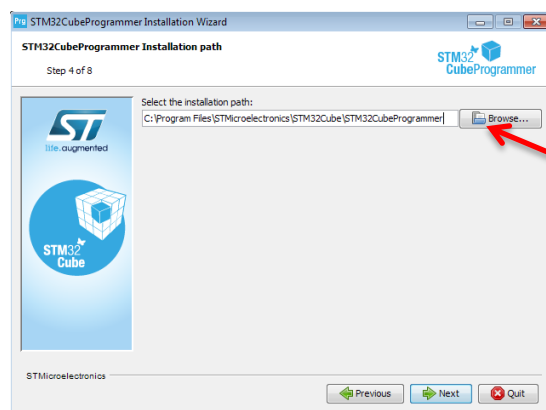 Prg STM32CubeProgrammer Installation Wizard
STM32CubeProgrammer Installation path
Step 4 of 8
STM32
CubeProgrammer
Select the installation path:
C:\Program Files\STMicroelectronics\STM32Cube\STM32CubeProgrammer
Browse...
ST
life.augmented
STM32
Cube
STMicroelectronics
Previous
Next
Quit